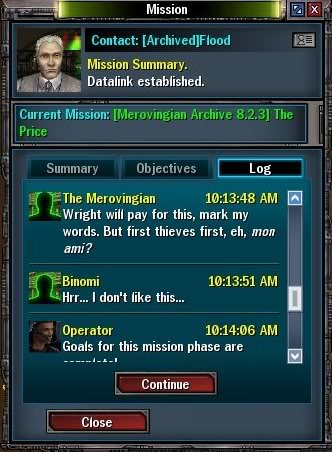 Mission
Contact: [Archived]Flood
Mission Summary.
Datalink established.
Current Mission: [Merovingian Archive 8.2.3] The
Price
Summary
Objectives
Log
The Merovingian 10:13:48 AM
Wright will pay for this, mark my
words. But first thieves first, eh, mon
ami?
Binomi 10:13:51 AM
Hrr... I don't like this...
Operator 10:14:06 AM
Goals for this mission phase are
complete!
Continue
Close